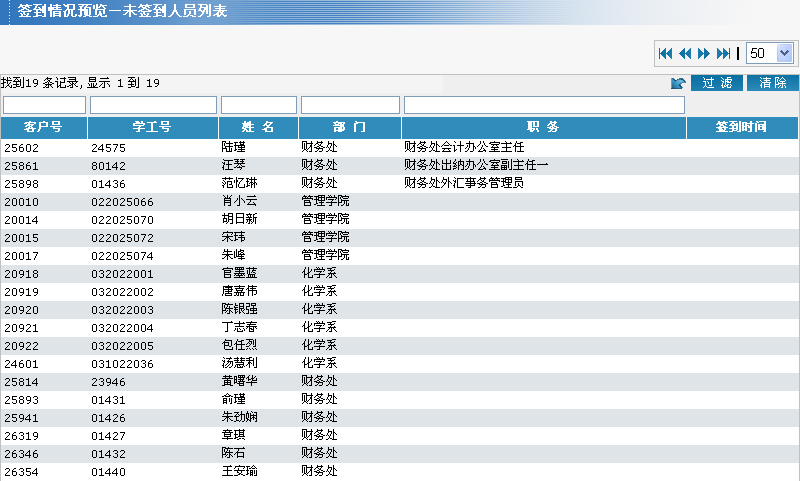 签到情况预览－未签到人员列表
50
找到19 条记录, 显示 1 到 19 过 滤 清 除
客户号 学工号 姓 名 部 门 职 务 签到时间
25602 24575 陆瑾 财务处 财务处会计办公室主任
25861 80142 汪琴 财务处 财务处出纳办公室副主任一
25898 01436 范忆琳 财务处 财务处外汇事务管理员
20010 022025066 肖小云 管理学院
20014 022025070 胡日新 管理学院
20015 022025072 宋玮 管理学院
20017 022025074 朱峰 管理学院
20918 032022001 官墨蓝 化学系
20919 032022002 唐嘉伟 化学系
20920 032022003 陈银强 化学系
20921 032022004 丁志春 化学系
20922 032022005 包任烈 化学系
24601 031022036 汤慧利 化学系
25814 23946 黄曙华 财务处
25893 01431 俞瑾 财务处
25941 01426 朱劲娴 财务处
26319 01427 章琪 财务处
26346 01432 陈石 财务处
26354 01440 王安瑜 财务处